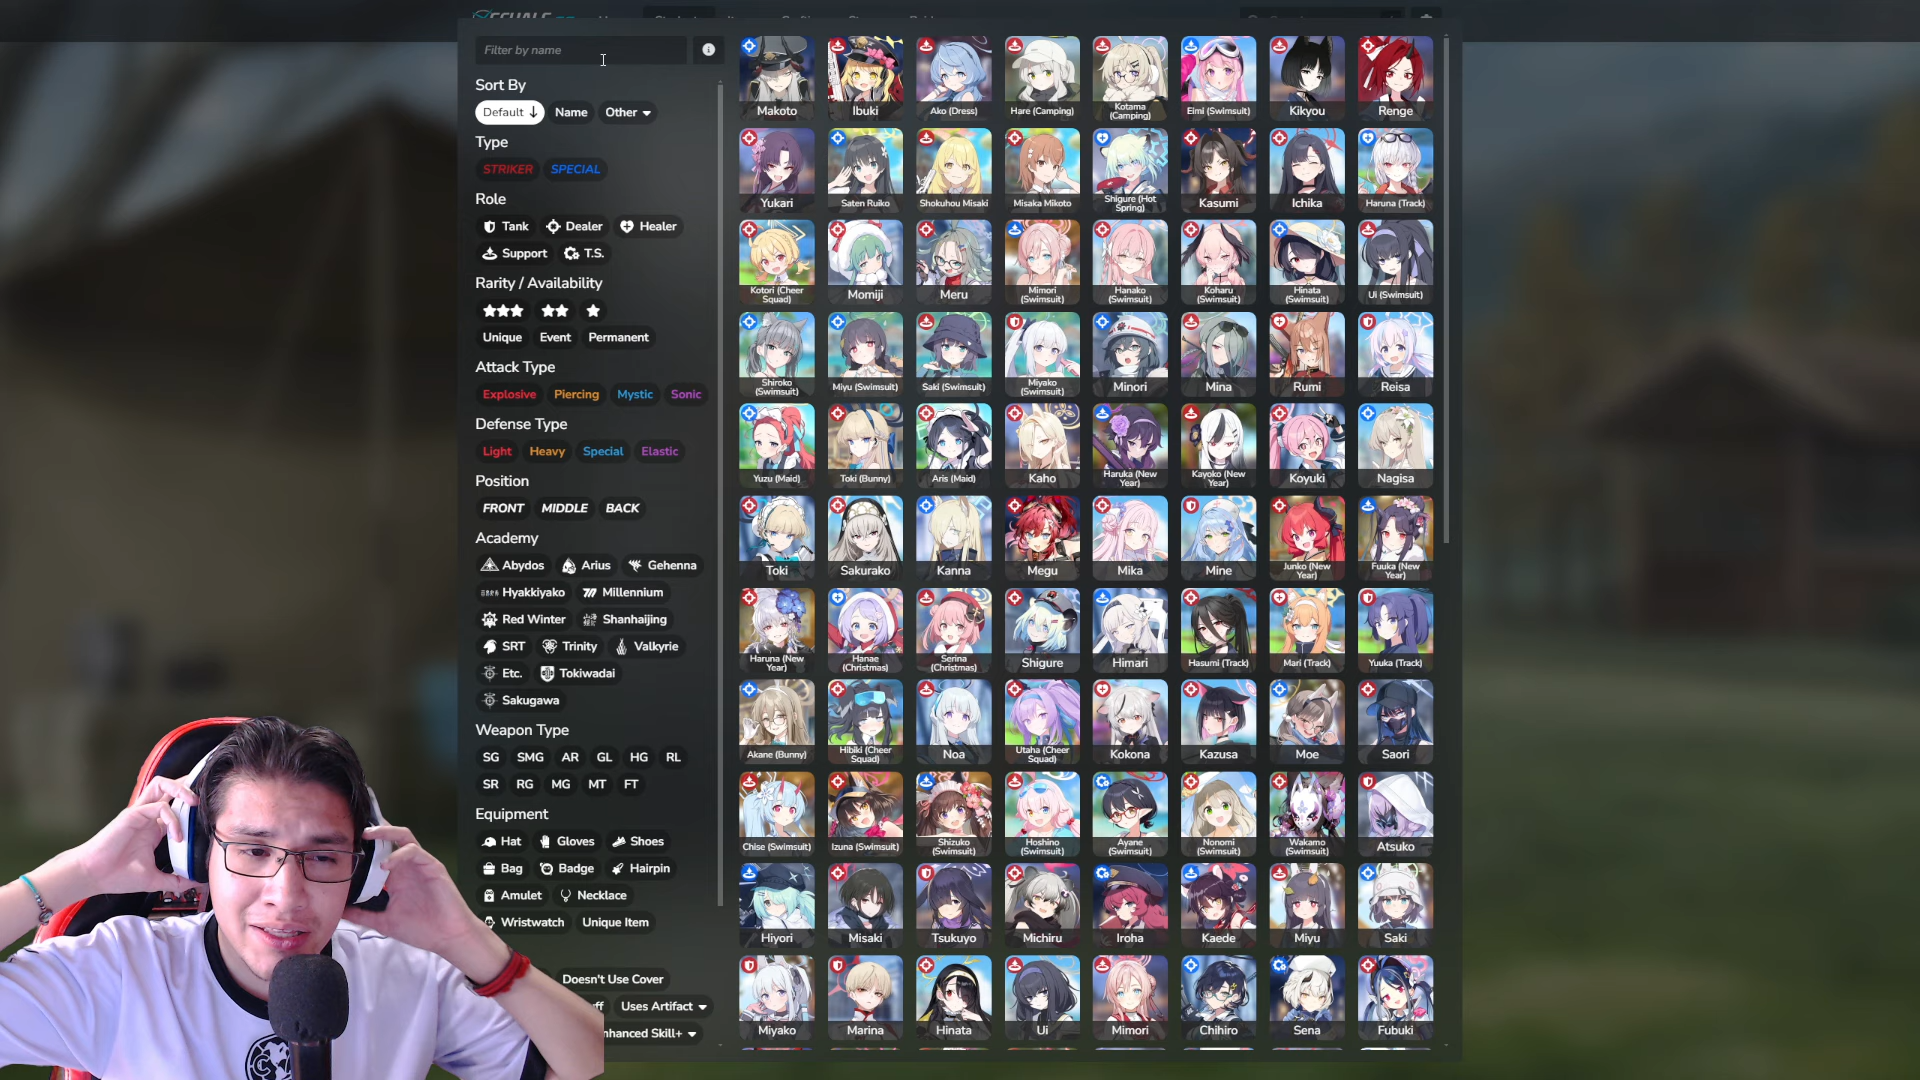 Filter by name
Sort By
Default Name Other
Type
STRIKER SPECIAL
Role
Tank Dealer Healer
Support T.S.
Rarity / Availability
Unique Event Permanent
Attack Type
Explosive Piercing Mystic Sonic
Defense Type
Light Heavy Special Elastic
Position
FRONT MIDDLE BACK
Academy
Abydos Arius Gehenna
Hyakkiyako Millennium
Red Winter Shanhaijing
SRT Trinity Valkyrie
Etc. Tokiwadai
Sakugawa
Weapon Type
SG SMG AR GL HG RL
SR RG MG MT FT
Equipment
Hat Gloves Shoes
Bag Badge Hairpin
Amulet Necklace
Wristwatch Unique Item
Doesn't Use Cover
Uses Artifact
nhanced Skill+
Makoto Ibuki Ako (Dress) Hare (Camping) Kotama (Camping) Eimi (Swimsuit) Kikyou Renge
Yukari Saten Ruiko Shokuhou Misaki Misaka Mikoto Shigure (Hot Spring) Kasumi Ichika Haruna (Track)
Kotori (Cheer Squad) Momiji Meru Mimori (Swimsuit) Hanako (Swimsuit) Koharu (Swimsuit) Hinata (Swimsuit) Ui (Swimsuit)
Shiroko (Swimsuit) Miyu (Swimsuit) Saki (Swimsuit) Miyako (Swimsuit) Minori Mina Rumi Reisa
Yuzu (Maid) Toki (Bunny) Aris (Maid) Kaho Haruka (New Year) Kayoko (New Year) Koyuki Nagisa
Toki Sakurako Kanna Megu Mika Mine Junko (New Year) Fuuka (New Year)
Haruna (New Year) Hanae (Christmas) Serina (Christmas) Shigure Himari Hasumi (Track) Mari (Track) Yuuka (Track)
Akane (Bunny) Hibiki (Cheer Squad) Noa Utaha (Cheer Squad) Kokona Kazusa Moe Saori
Chise (Swimsuit) Izuna (Swimsuit) Shizuko (Swimsuit) Hoshino (Swimsuit) Ayane (Swimsuit) Nonomi (Swimsuit) Wakamo (Swimsuit) Atsuko
Hiyori Misaki Tsukuyo Michiru Iroha Kaede Miyu Saki
Miyako Marina Hinata Ui Mimori Chihiro Sena Fubuki